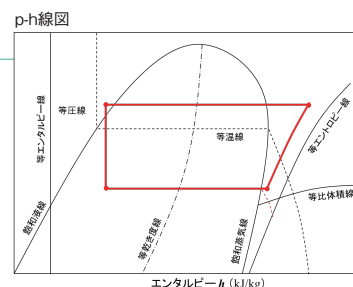 p-h線図
等圧線
等エンタルピー線
等温線
等エントロピー線
飽和液線
等乾き度線
飽和蒸気線
等比体積線
エンタルピーh (kJ/kg)